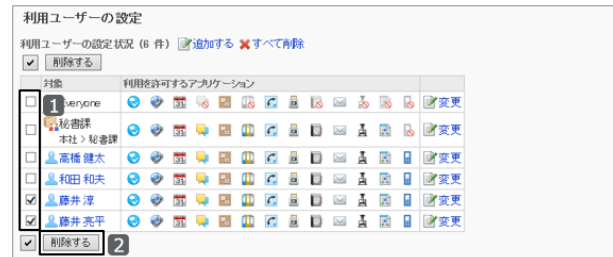 利用ユーザーの設定
利用ユーザーの設定状況 (6 件) 追加する すべて削除
削除する
対象 利用を許可するアプリケーション
1 Everyone 変更
秘書課
本社 > 秘書課 変更
高橋 健太 変更
和田 和夫 変更
藤井 淳 変更
藤井 亮平 変更
削除する 2